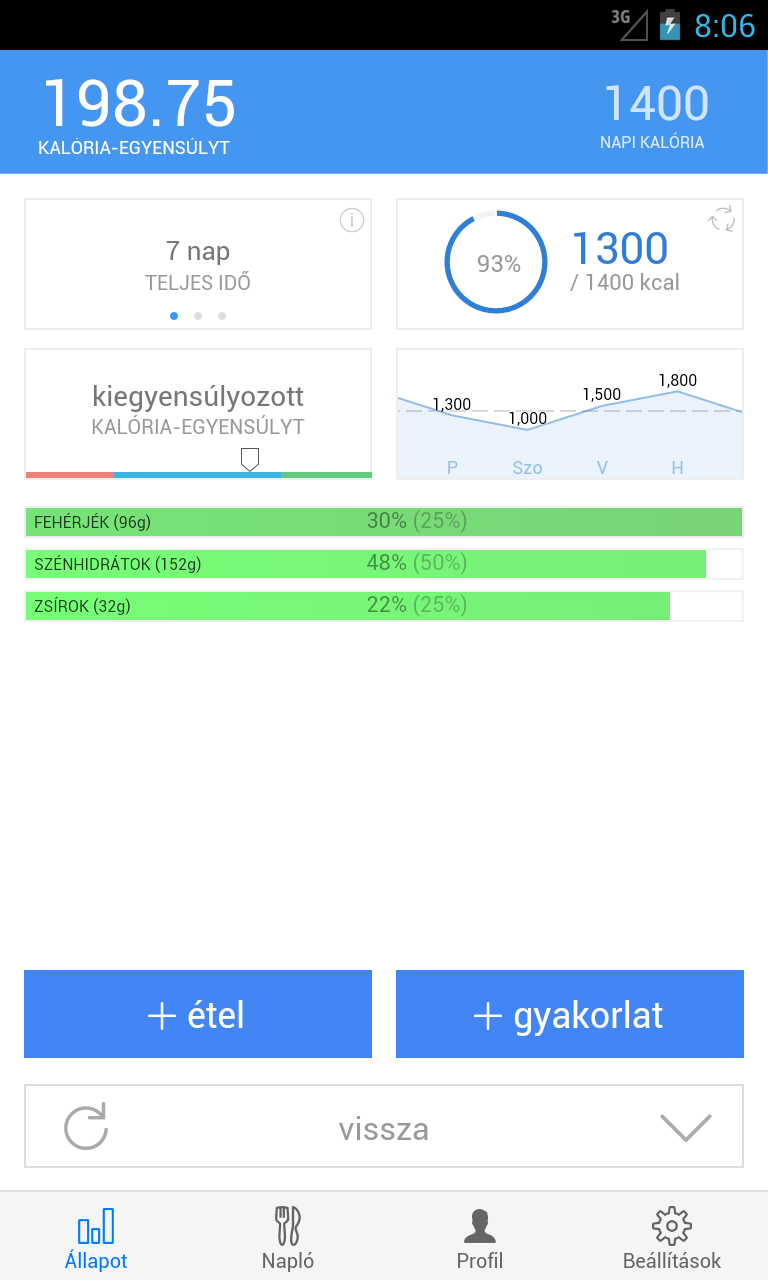 3G 8:06
198.75
KALÓRIA-EGYENSÚLYT
1400
NAPI KALÓRIA
7 nap
TELJES IDŐ
93%
1300
/ 1400 kcal
kiegyensúlyozott
KALÓRIA-EGYENSÚLYT
1,300 1,000 1,500 1,800
P Szo V H
FEHÉRJÉK (96g) 30% (25%)
SZÉNHIDRÁTOK (152g) 48% (50%)
ZSÍROK (32g) 22% (25%)
+ étel
+ gyakorlat
vissza
Állapot Napló Profil Beállítások